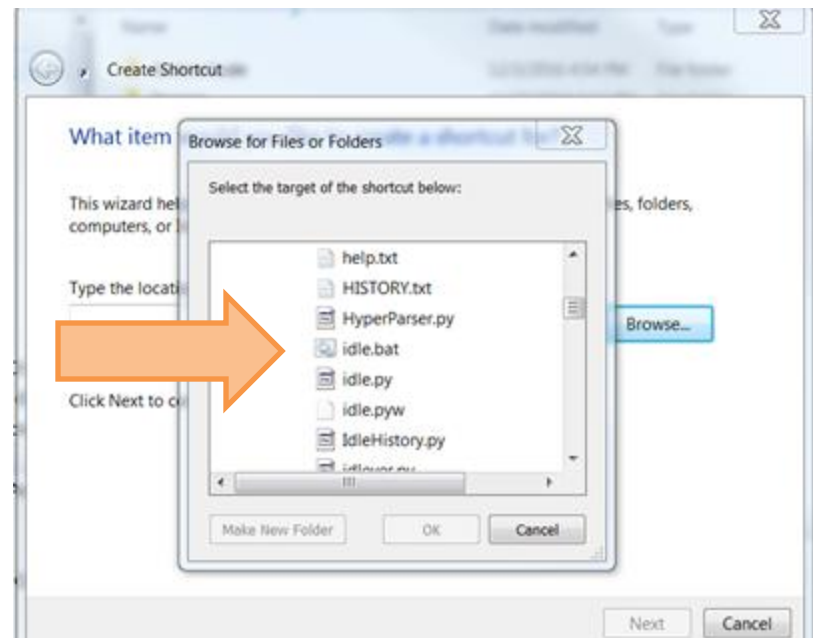 Create Shortcut
What item
Browse for Files or Folders
Select the target of the shortcut below:
This wizard hel
es, folders,
computers, or
help.txt
Type the locati
HISTORY.txt
HyperParser.py
Browse...
idle.bat
idle.py
Click Next to c
idle.pyw
IdleHistory.py
Make New Folder
OK
Cancel
Next
Cancel